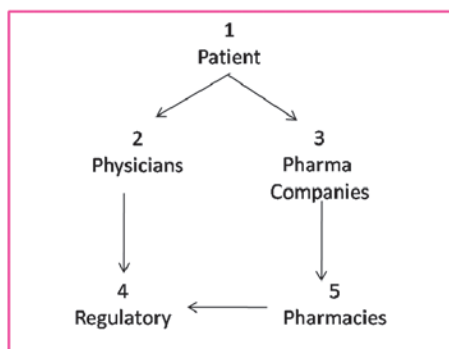 1
Patient
2
Physicians
3
Pharma
Companies
4
Regulatory
5
Pharmacies